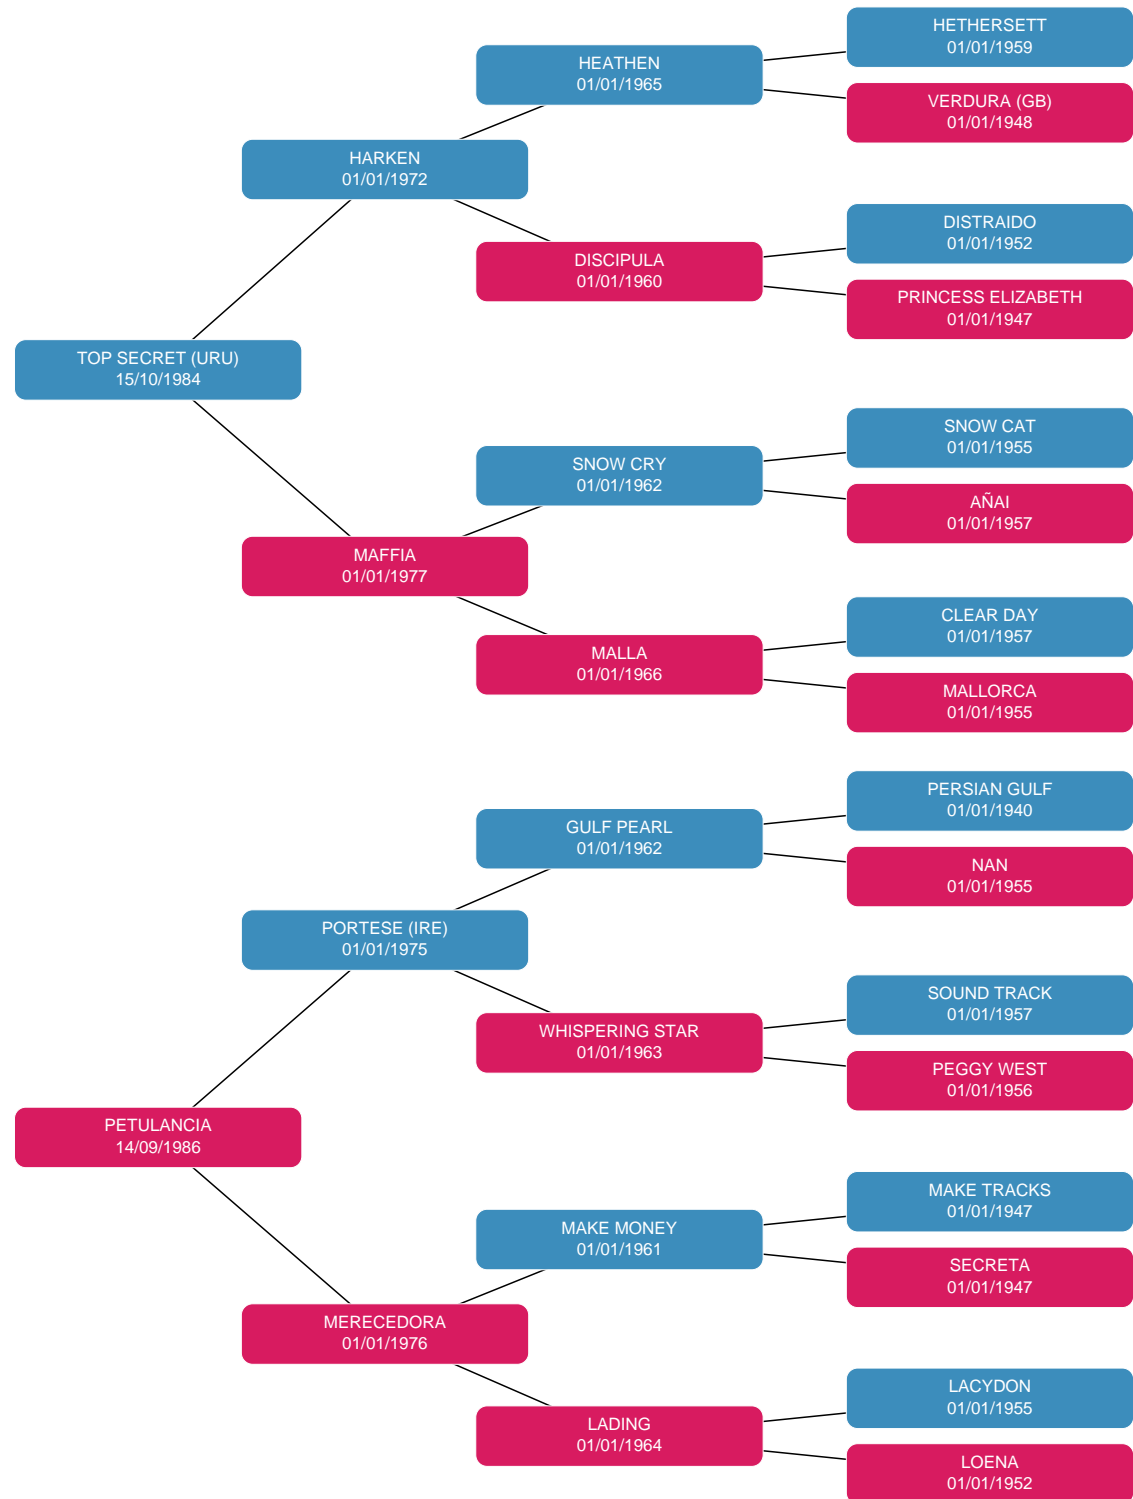 HETHERSETT
01/01/1959
HEATHEN
01/01/1965
VERDURA (GB)
01/01/1948
HARKEN
01/01/1972
DISTRAIDO
01/01/1952
DISCIPULA
01/01/1960
PRINCESS ELIZABETH
01/01/1947
TOP SECRET (URU)
15/10/1984
SNOW CAT
01/01/1955
SNOW CRY
01/01/1962
AÑAI
01/01/1957
MAFFIA
01/01/1977
CLEAR DAY
01/01/1957
MALLA
01/01/1966
MALLORCA
01/01/1955
PERSIAN GULF
01/01/1940
GULF PEARL
01/01/1962
NAN
01/01/1955
PORTESE (IRE)
01/01/1975
SOUND TRACK
01/01/1957
WHISPERING STAR
01/01/1963
PEGGY WEST
01/01/1956
PETULANCIA
14/09/1986
MAKE TRACKS
01/01/1947
MAKE MONEY
01/01/1961
SECRETA
01/01/1947
MERECEDORA
01/01/1976
LACYDON
01/01/1955
LADING
01/01/1964
LOENA
01/01/1952